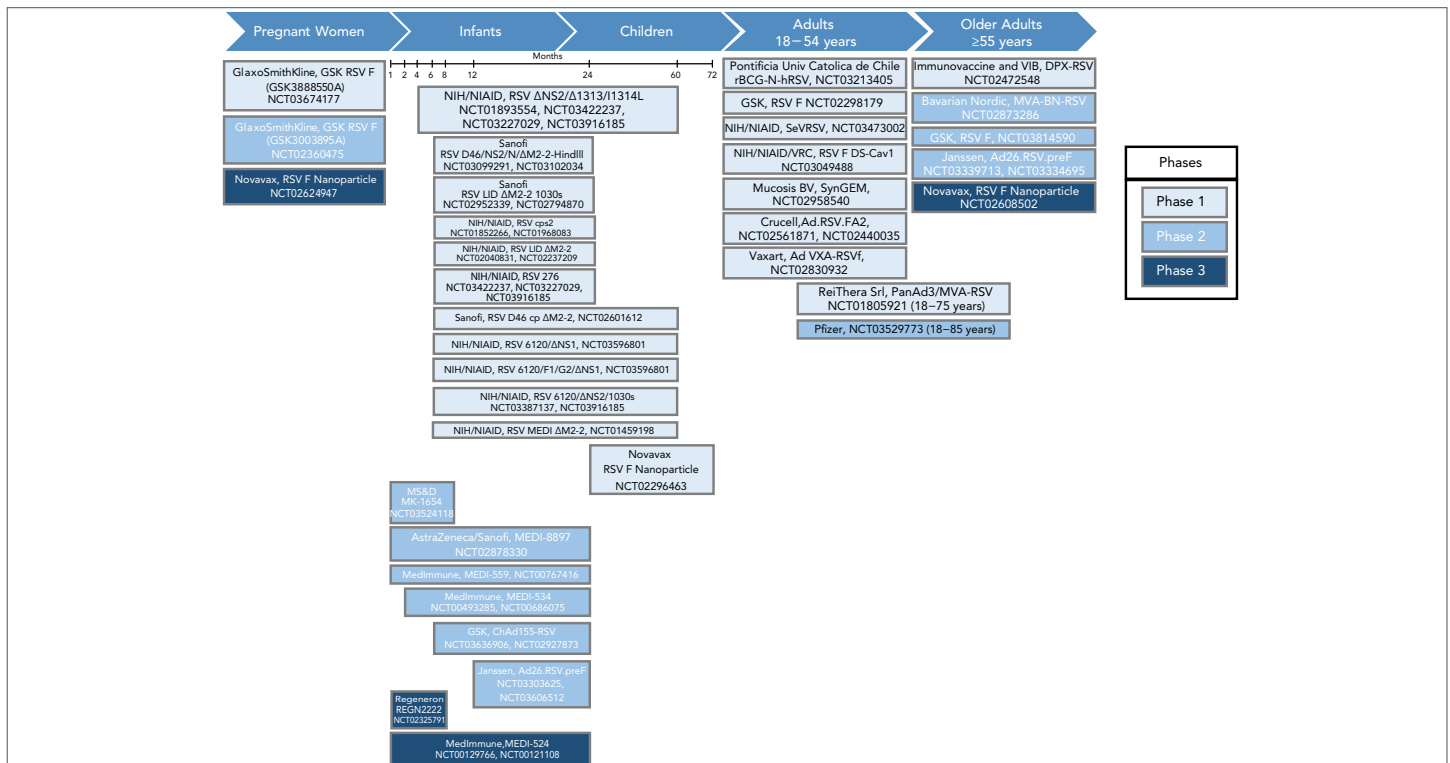 Pregnant Women
Infants
Children
Adults
18–54 years
Older Adults
≥55 years
Months
1 2 4 6 8 12 24 60 72
GlaxoSmithKline, GSK RSV F
(GSK3888550A)
NCT03674177
GlaxoSmithKline, GSK RSV F
(GSK3003895A)
NCT02360475
Novavax, RSV F Nanoparticle
NCT02624947
NIH/NIAID, RSV ΔNS2/Δ1313/I1314L
NCT01893554, NCT03422237,
NCT03227029, NCT03916185
Sanofi
RSV D46/NS2/N/ΔM2-2-HindIII
NCT03099291, NCT03102034
Sanofi
RSV LID ΔM2-2 1030s
NCT02952339, NCT02794870
NIH/NIAID, RSV cps2
NCT01852266, NCT01968083
NIH/NIAID, RSV LID ΔM2-2
NCT02040831, NCT02237209
NIH/NIAID, RSV 276
NCT03422237, NCT03227029,
NCT03916185
Sanofi, RSV D46 cp ΔM2-2, NCT02601612
NIH/NIAID, RSV 6120/ΔNS1, NCT03596801
NIH/NIAID, RSV 6120/F1/G2/ΔNS1, NCT03596801
NIH/NIAID, RSV 6120/ΔNS2/1030s
NCT03387137, NCT03916185
NIH/NIAID, RSV MEDI ΔM2-2, NCT01459198
Novavax
RSV F Nanoparticle
NCT02296463
MS&D
MK-1654
NCT03524118
AstraZeneca/Sanofi, MEDI-8897
NCT02878330
MedImmune, MEDI-559, NCT00767416
MedImmune, MEDI-534
NCT00493285, NCT00686075
GSK, ChAd155-RSV
NCT03636906, NCT02927873
Janssen, Ad26.RSV.preF
NCT03303625,
NCT03606512
Regeneron
REGN2222
NCT02325791
MedImmune,MEDI-524
NCT00129766, NCT00121108
Pontificia Univ Catolica de Chile
rBCG-N-hRSV, NCT03213405
GSK, RSV F NCT02298179
NIH/NIAID, SeVRSV, NCT03473002
NIH/NIAID/VRC, RSV F DS-Cav1
NCT03049488
Mucosis BV, SynGEM,
NCT02958540
Crucell,Ad.RSV.FA2,
NCT02561871, NCT02440035
Vaxart, Ad VXA-RSVf,
NCT02830932
ReiThera Srl, PanAd3/MVA-RSV
NCT01805921 (18–75 years)
Pfizer, NCT03529773 (18–85 years)
Immunovaccine and VIB, DPX-RSV
NCT02472548
Bavarian Nordic, MVA-BN-RSV
NCT02873286
GSK, RSV F, NCT03814590
Janssen, Ad26.RSV.preF
NCT03339713, NCT03334695
Novavax, RSV F Nanoparticle
NCT02608502
Phases
Phase 1
Phase 2
Phase 3